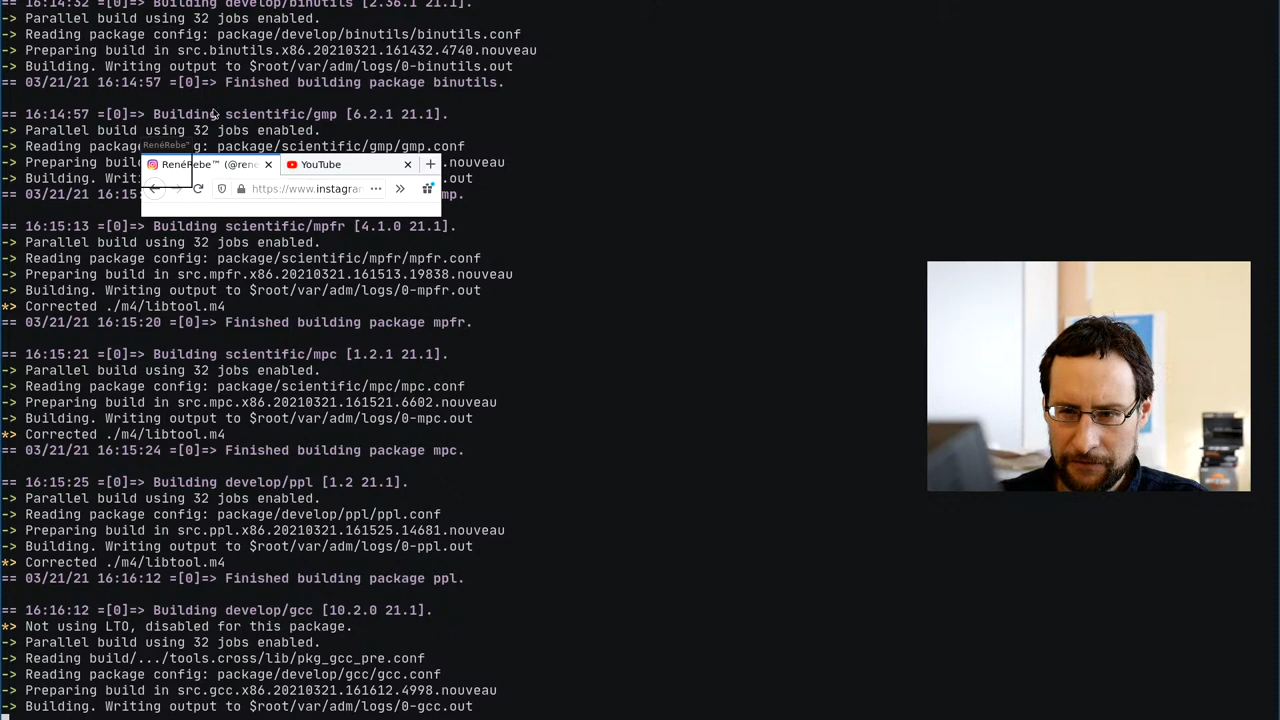 == 16:14:32 =[0]=> Building develop/binutils [2.36.1 21.1].
-> Parallel build using 32 jobs enabled.
-> Reading package config: package/develop/binutils/binutils.conf
-> Preparing build in src.binutils.x86.20210321.161432.4740.nouveau
-> Building. Writing output to $root/var/adm/logs/0-binutils.out
== 03/21/21 16:14:57 =[0]=> Finished building package binutils.
== 16:14:57 =[0]=> Building scientific/gmp [6.2.1 21.1].
-> Parallel build using 32 jobs enabled.
-> Reading package config: package/scientific/gmp/gmp.conf
RenéRebe™
-> Preparing .nouveau
RenéRebe™ (@rene
YouTube
-> Building. Writ .out
https://www.instagra
== 03/21/21 16:15: mp.
== 16:15:13 =[0]=> Building scientific/mpfr [4.1.0 21.1].
-> Parallel build using 32 jobs enabled.
-> Reading package config: package/scientific/mpfr/mpfr.conf
-> Preparing build in src.mpfr.x86.20210321.161513.19838.nouveau
-> Building. Writing output to $root/var/adm/logs/0-mpfr.out
*> Corrected ./m4/libtool.m4
== 03/21/21 16:15:20 =[0]=> Finished building package mpfr.
== 16:15:21 =[0]=> Building scientific/mpc [1.2.1 21.1].
-> Parallel build using 32 jobs enabled.
-> Reading package config: package/scientific/mpc/mpc.conf
-> Preparing build in src.mpc.x86.20210321.161521.6602.nouveau
-> Building. Writing output to $root/var/adm/logs/0-mpc.out
*> Corrected ./m4/libtool.m4
== 03/21/21 16:15:24 =[0]=> Finished building package mpc.
== 16:15:25 =[0]=> Building develop/ppl [1.2 21.1].
-> Parallel build using 32 jobs enabled.
-> Reading package config: package/develop/ppl/ppl.conf
-> Preparing build in src.ppl.x86.20210321.161525.14681.nouveau
-> Building. Writing output to $root/var/adm/logs/0-ppl.out
*> Corrected ./m4/libtool.m4
== 03/21/21 16:16:12 =[0]=> Finished building package ppl.
== 16:16:12 =[0]=> Building develop/gcc [10.2.0 21.1].
*> Not using LTO, disabled for this package.
-> Parallel build using 32 jobs enabled.
-> Reading build/.../tools.cross/lib/pkg_gcc_pre.conf
-> Reading package config: package/develop/gcc/gcc.conf
-> Preparing build in src.gcc.x86.20210321.161612.4998.nouveau
-> Building. Writing output to $root/var/adm/logs/0-gcc.out